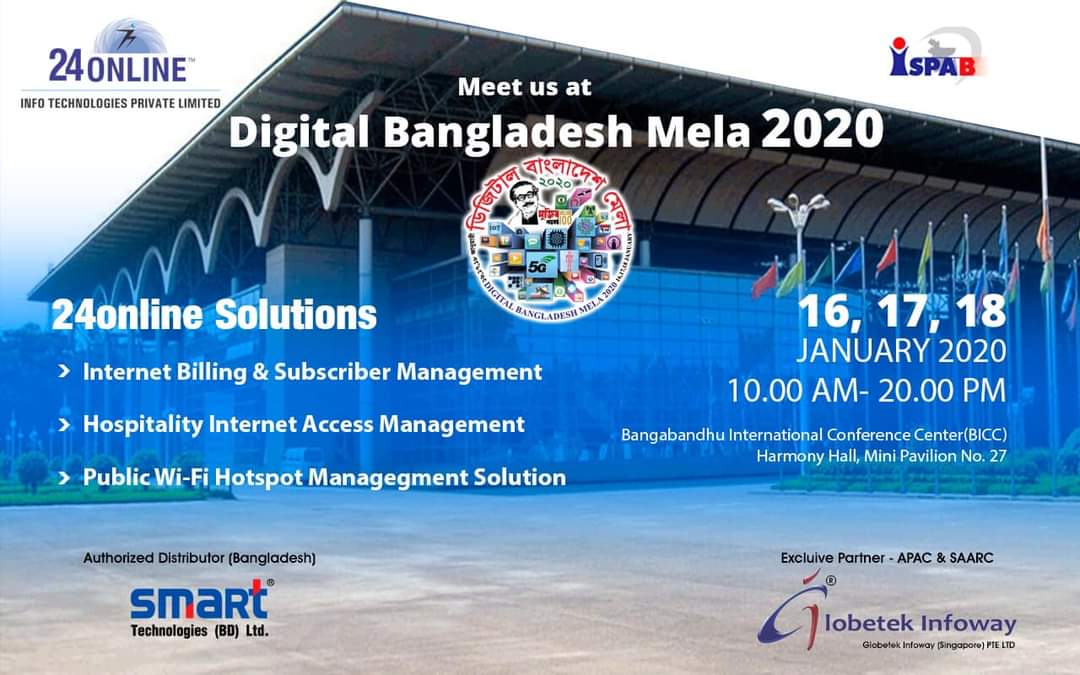 24ONLINE™
INFO TECHNOLOGIES PRIVATE LIMITED
ISPAB
Meet us at
Digital Bangladesh Mela 2020
ডিজিটাল বাংলাদেশ মেলা
২০২০
100
IoT
5G
DIGITAL BANGLADESH MELA 2020
24online Solutions
Internet Billing & Subscriber Management
Hospitality Internet Access Management
Public Wi-Fi Hotspot Managegment Solution
16, 17, 18
JANUARY 2020
10.00 AM- 20.00 PM
Bangabandhu International Conference Center(BICC)
Harmony Hall, Mini Pavilion No. 27
Authorized Distributor (Bangladesh)
smart®
Technologies (BD) Ltd.
Excluive Partner - APAC & SAARC
Globetek Infoway®
Globetek Infoway (Singapore) PTE LTD